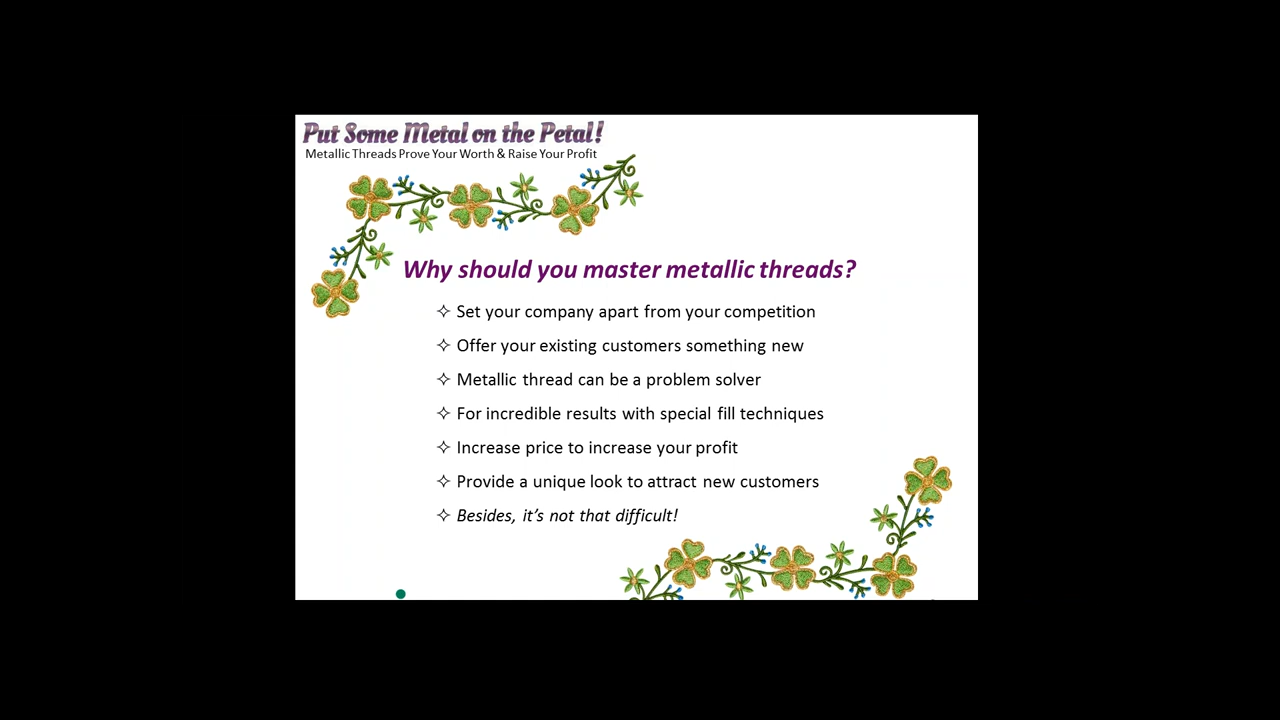 Put Some Metal on the Petal!
Metallic Threads Prove Your Worth & Raise Your Profit
Why should you master metallic threads?
✧ Set your company apart from your competition
✧ Offer your existing customers something new
✧ Metallic thread can be a problem solver
✧ For incredible results with special fill techniques
✧ Increase price to increase your profit
✧ Provide a unique look to attract new customers
✧ Besides, it’s not that difficult!